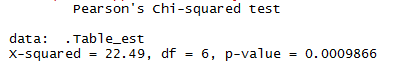 Pearson's Chi-squared test
data:  .Table_est
X-squared = 22.49, df = 6, p-value = 0.0009866